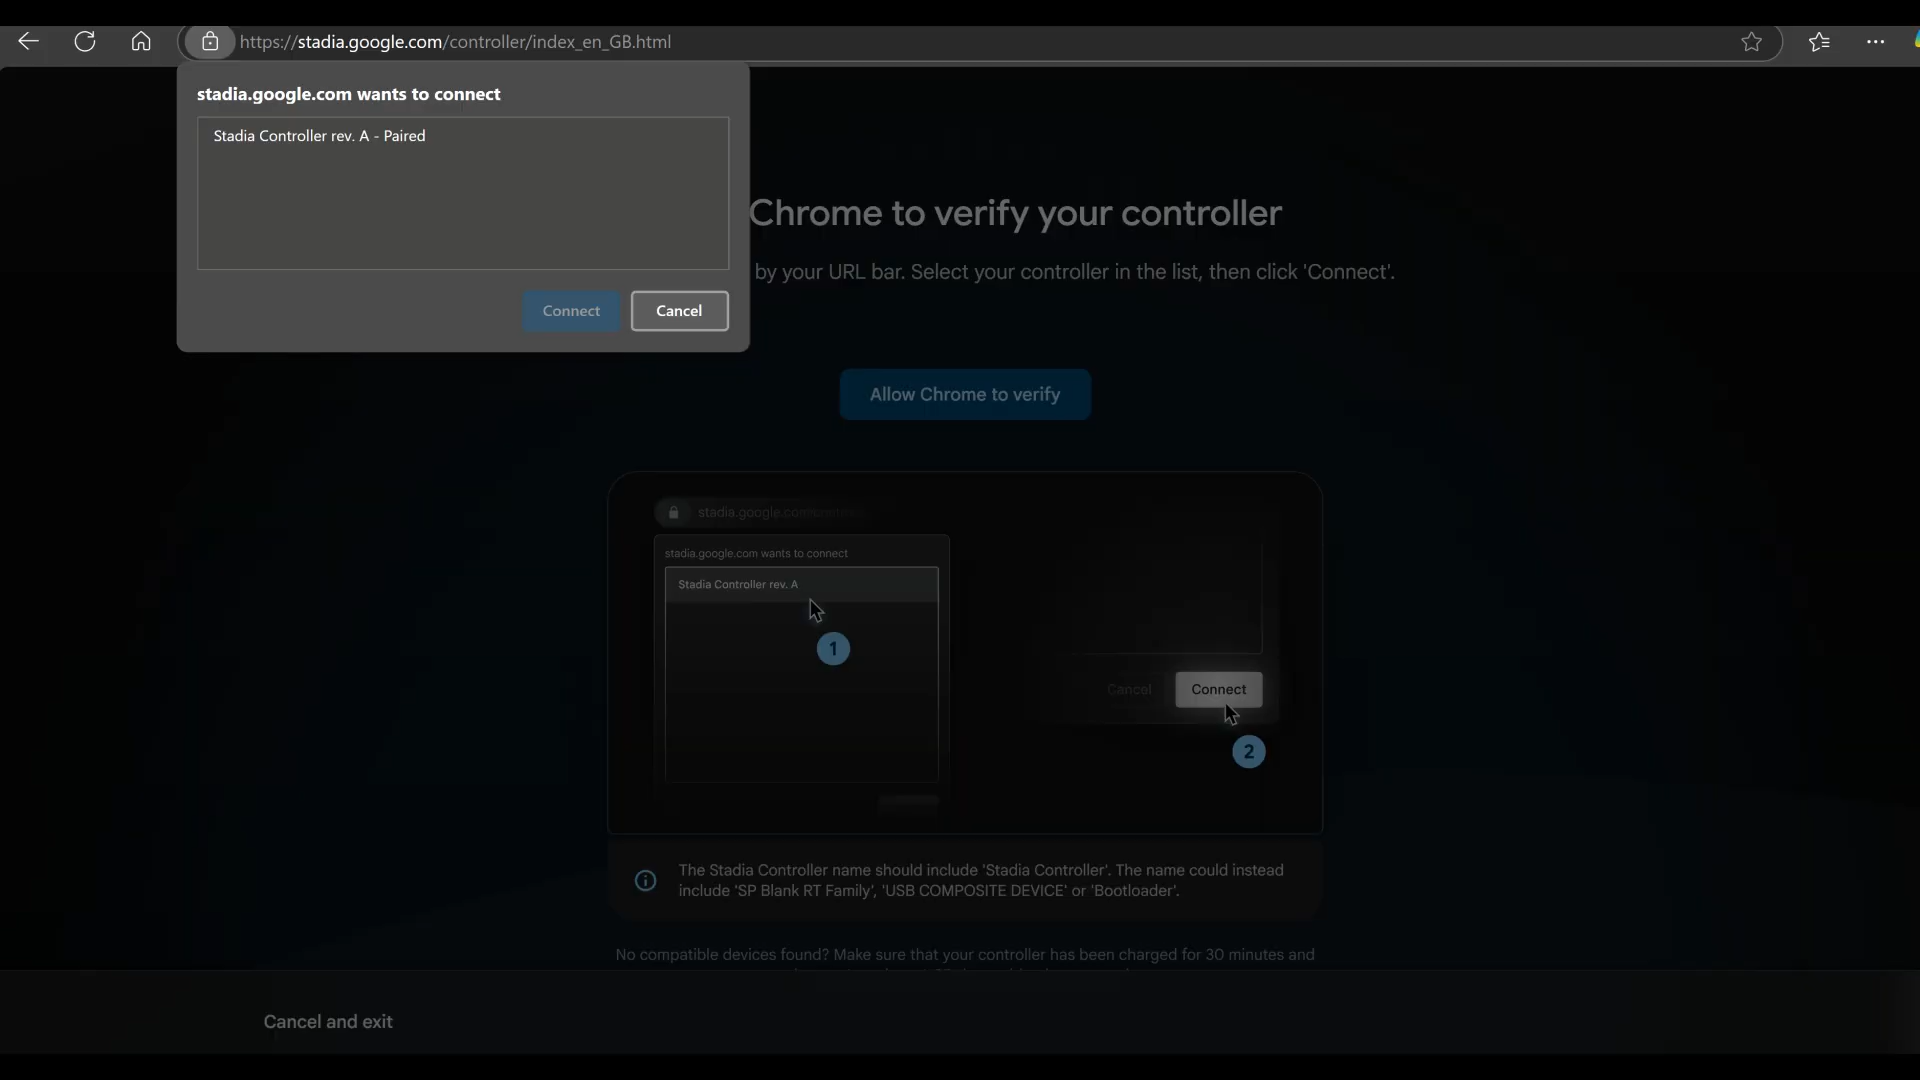 https://stadia.google.com/controller/index_en_GB.html
stadia.google.com wants to connect
Stadia Controller rev. A - Paired
Connect
Cancel
Chrome to verify your controller
by your URL bar. Select your controller in the list, then click 'Connect'.
Allow Chrome to verify
stadia.google.com
stadia.google.com wants to connect
Stadia Controller rev. A
1
Cancel
Connect
2
The Stadia Controller name should include 'Stadia Controller'. The name could instead
include 'SP Blank RT Family', 'USB COMPOSITE DEVICE' or 'Bootloader'.
No compatible devices found? Make sure that your controller has been charged for 30 minutes and
Cancel and exit